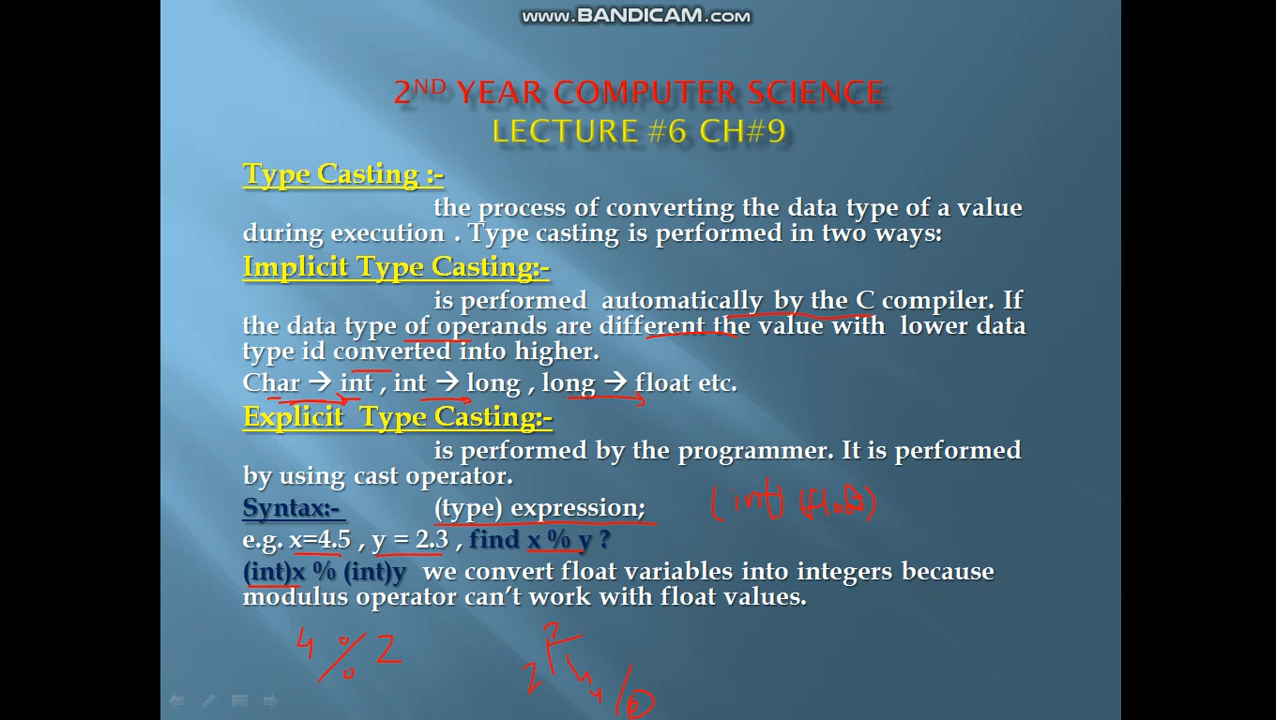 www.BANDICAM.com
2ND YEAR COMPUTER SCIENCE
LECTURE #6 CH#9
Type Casting :-
the process of converting the data type of a value
during execution . Type casting is performed in two ways:
Implicit Type Casting:-
is performed automatically by the C compiler. If
the data type of operands are different the value with lower data
type id converted into higher.
Char → int , int → long , long → float etc.
Explicit Type Casting:-
is performed by the programmer. It is performed
by using cast operator.
Syntax:- (type) expression; (int) (float)
e.g. x=4.5 , y = 2.3 , find x % y ?
(int)x % (int)y we convert float variables into integers because
modulus operator can't work with float values.
4 % 2
2
2 4
4
0